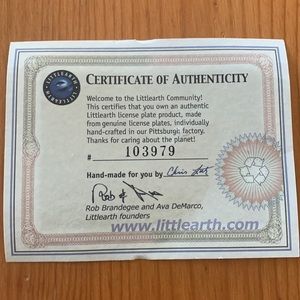 LITTLEARTH
LITTLEARTH
CERTIFICATE OF AUTHENTICITY
Welcome to the Littlearth Community!
This certifies that you own an authentic
Littlearth license plate product, made
from genuine license plates, individually
hand-crafted in our Pittsburgh factory.
Thanks for caring about the planet!
# 103979
Hand-made for you by Chris
Rob Brandegee and Ava DeMarco,
Littlearth founders
www.littlearth.com